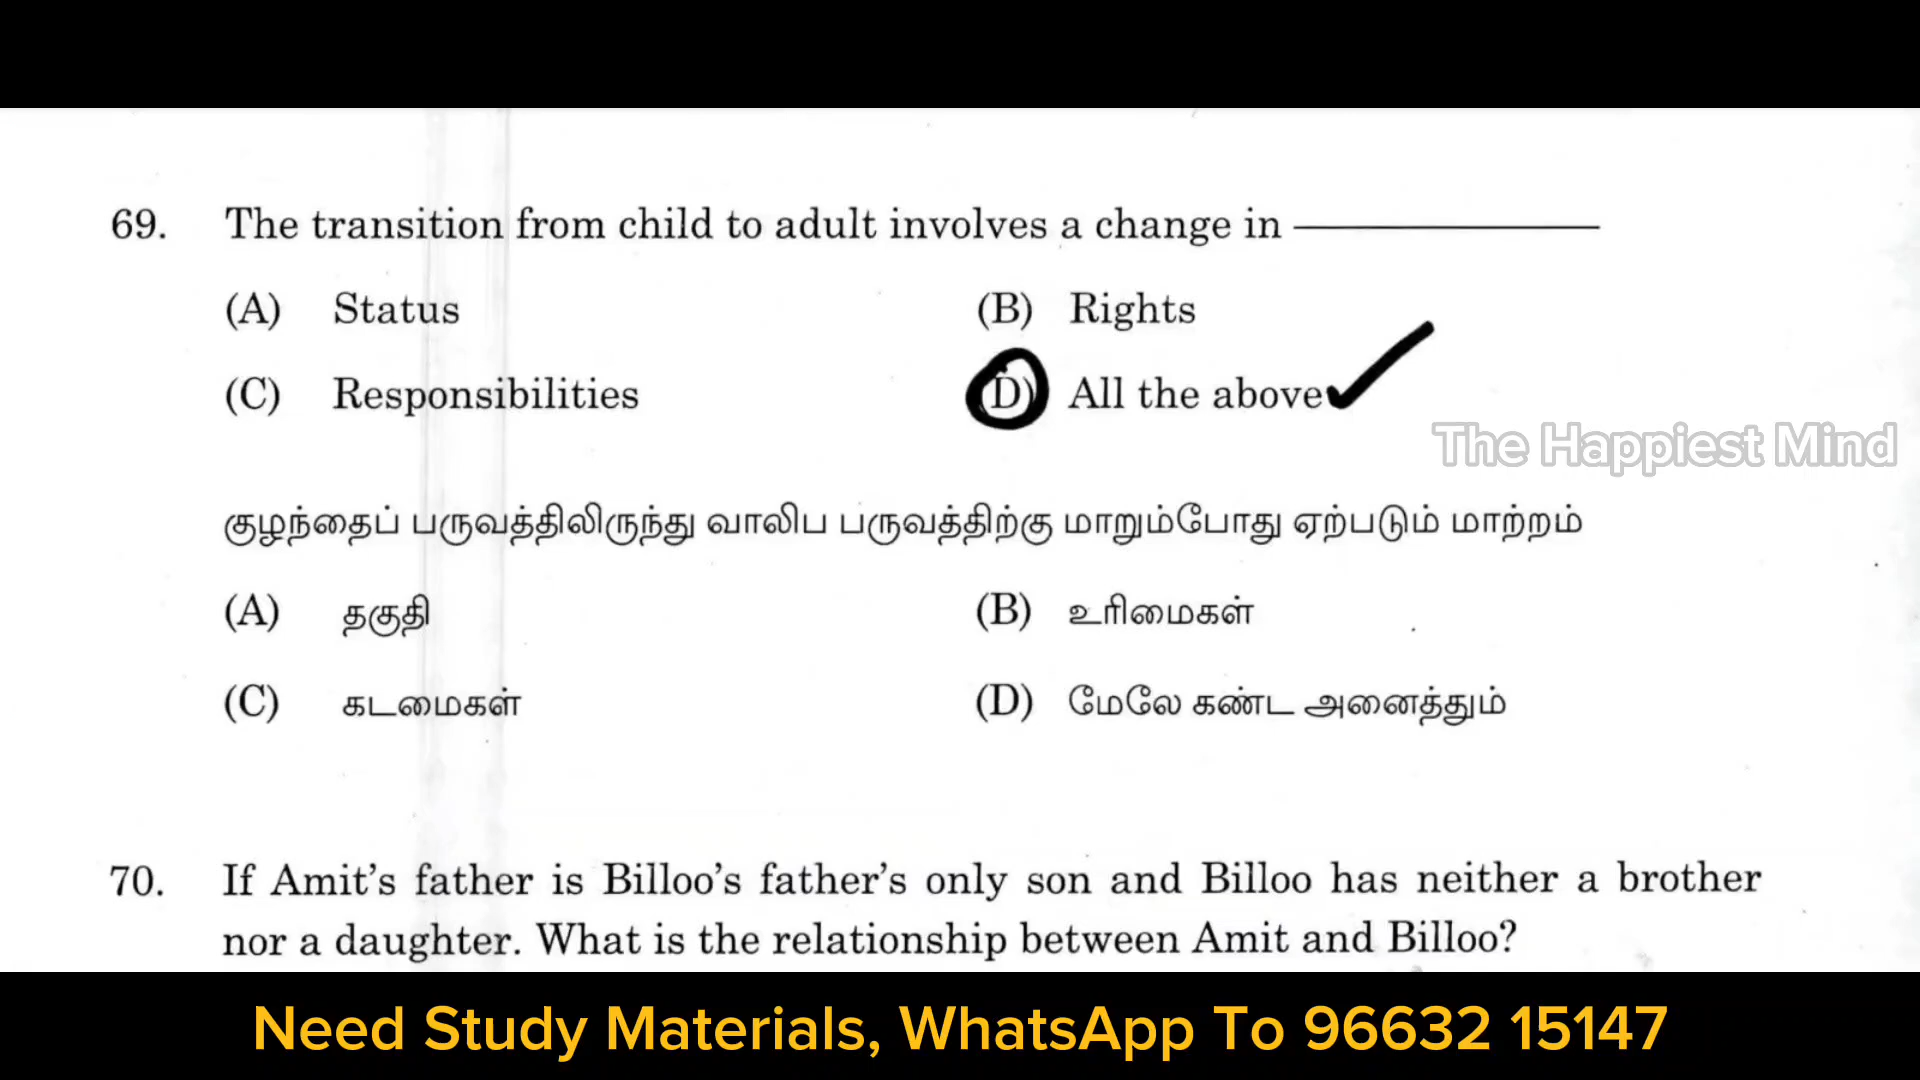 69. The transition from child to adult involves a change in
(A) Status (B) Rights
(C) Responsibilities (D) All the above
The Happiest Mind
குழந்தைப் பருவத்திலிருந்து வாலிப பருவத்திற்கு மாறும்போது ஏற்படும் மாற்றம்
(A) தகுதி (B) உரிமைகள்
(C) கடமைகள் (D) மேலே கண்ட அனைத்தும்
70. If Amit's father is Billoo's father's only son and Billoo has neither a brother
nor a daughter. What is the relationship between Amit and Billoo?
Need Study Materials, WhatsApp To 96632 15147